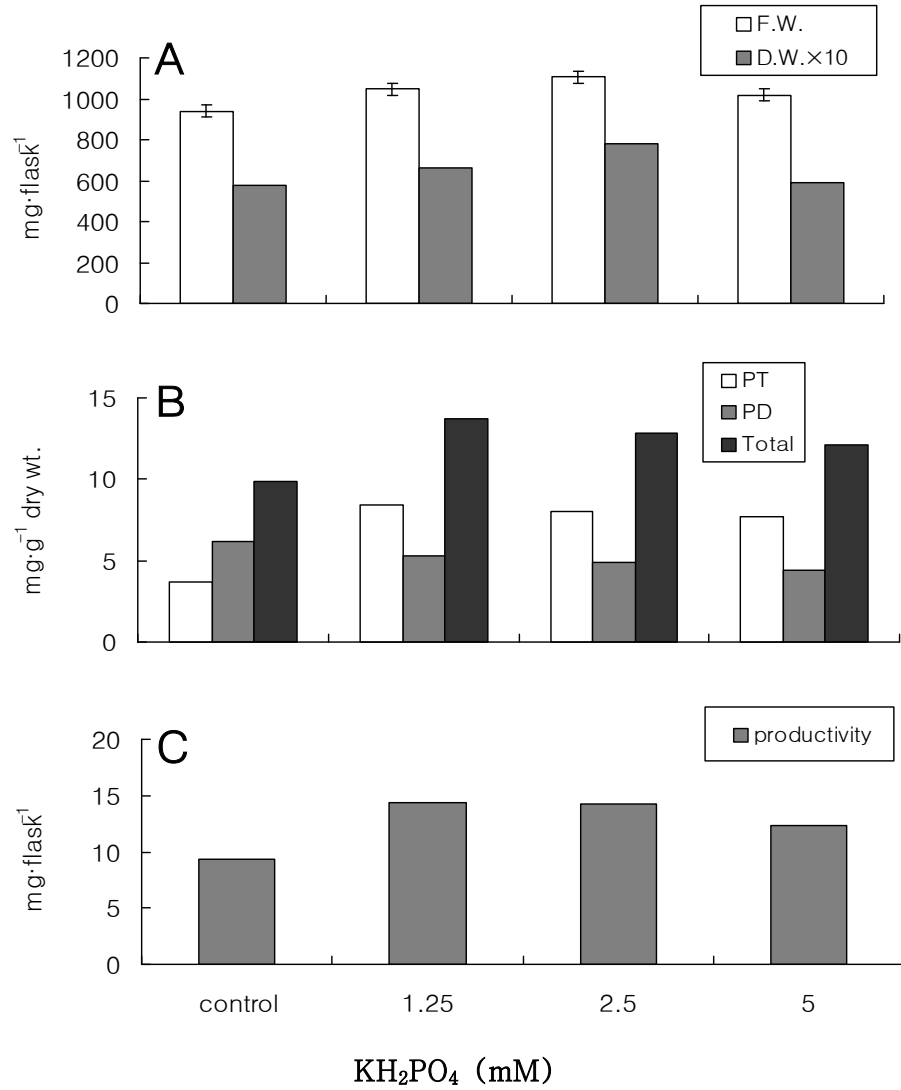 A
F.W.
D.W.×10
1200
1000
800
600
400
200
0
mg·flask⁻¹
B
PT
PD
Total
15
10
5
0
mg·g⁻¹ dry wt.
C
productivity
20
15
10
5
0
mg·flask⁻¹
control 1.25 2.5 5
KH₂PO₄ (mM)